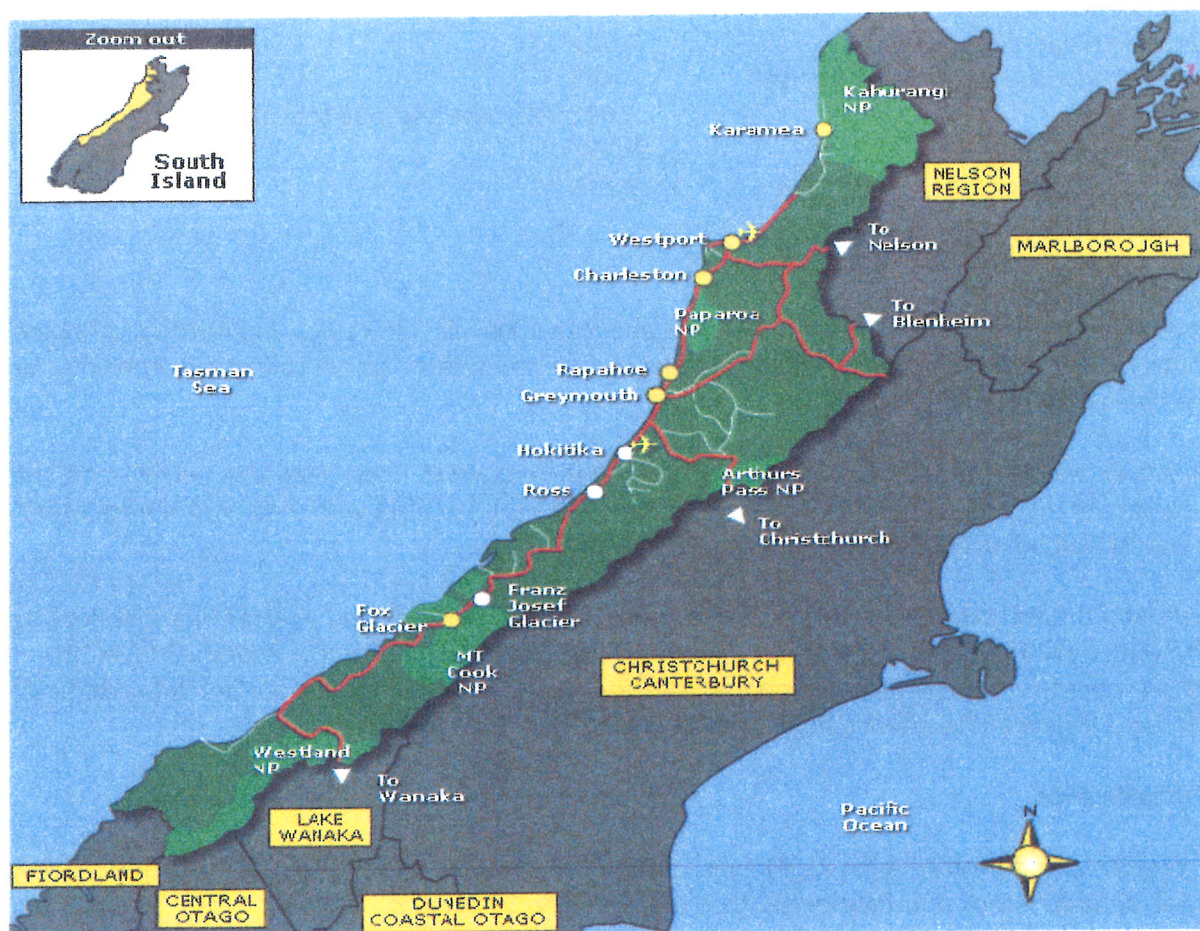 Zoom out
South
Island
Kahurangi
NP
Karamea
NELSON
REGION
Westport
To
Nelson
MARLBOROJGH
Charleston
Paparoa
NP
To
Blenheim
Tasman
Sea
Rapahoe
Greymouth
Hokitika
Ross
Arthurs
Pass NP
To
Christchurch
Fox
Glacier
Franz
Josef
Glacier
MT
Cook
NP
CHRISTCHURCH
CANTERBURY
Westland
NP
To
Wanaka
LAKE
WANAKA
Pacific
Ocean
N
FIORDLAND
CENTRAL
OTAGO
DUNEDIN
COASTAL OTAGO